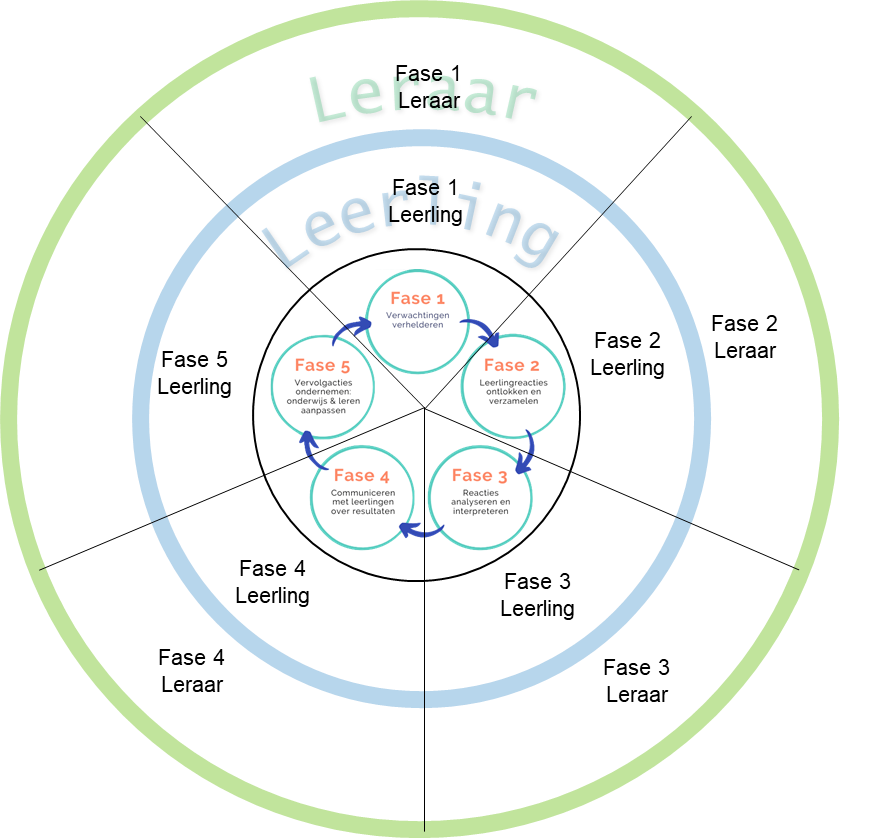 Leraar
Fase 1
Leraar
Leerling
Fase 1
Leerling
Fase 1
Verwachtingen
verhelderen
Fase 2
Leerlingreacties
ontlokken en
verzamelen
Fase 2
Leerling
Fase 2
Leraar
Fase 5
Leerling
Fase 5
Vervolgacties
ondernemen:
onderwijs & leren
aanpassen
Fase 4
Communiceren
met leerlingen
over resultaten
Fase 3
Reacties
analyseren en
interpreteren
Fase 4
Leerling
Fase 3
Leerling
Fase 4
Leraar
Fase 3
Leraar